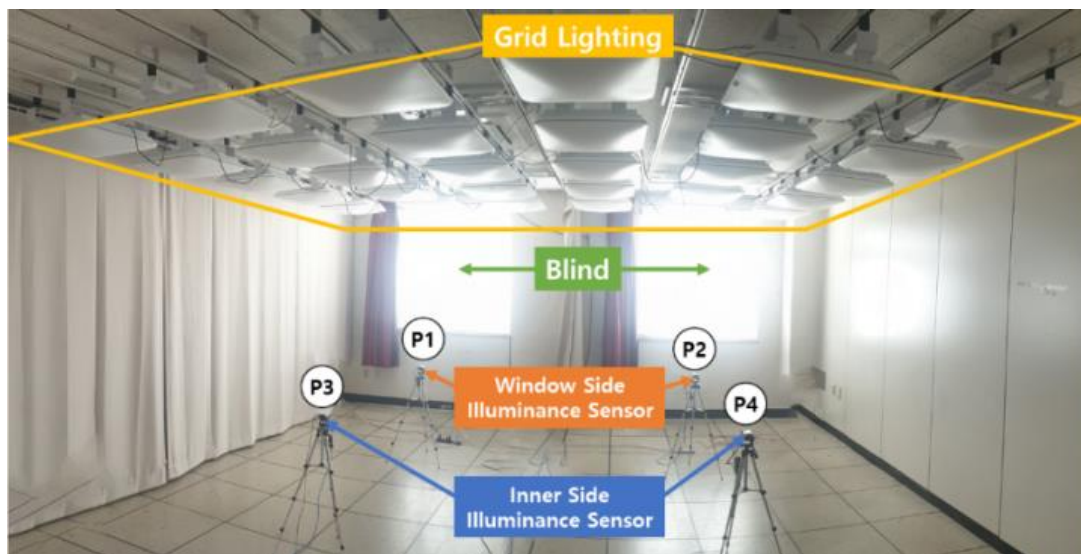 Grid Lighting
Blind
P1
P2
P3
P4
Window Side
Illuminance Sensor
Inner Side
Illuminance Sensor